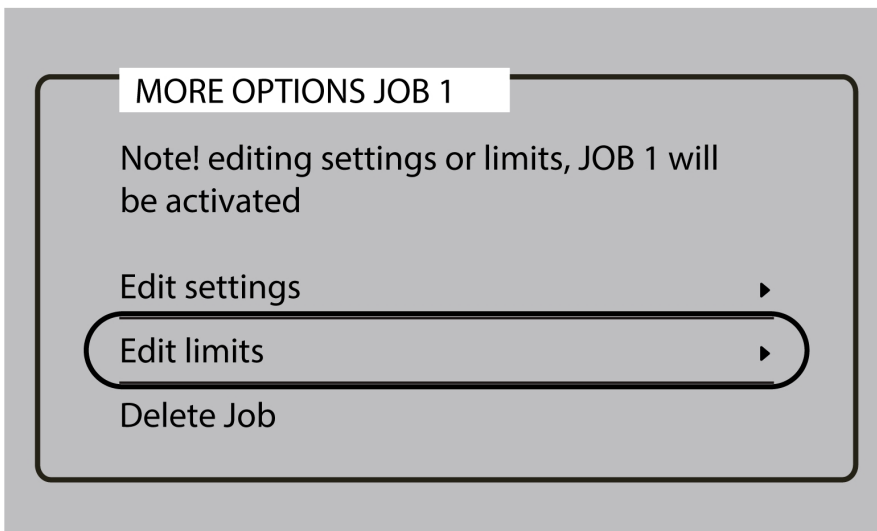 MORE OPTIONS JOB 1
Note! editing settings or limits, JOB 1 will
be activated
Edit settings
Edit limits
Delete Job